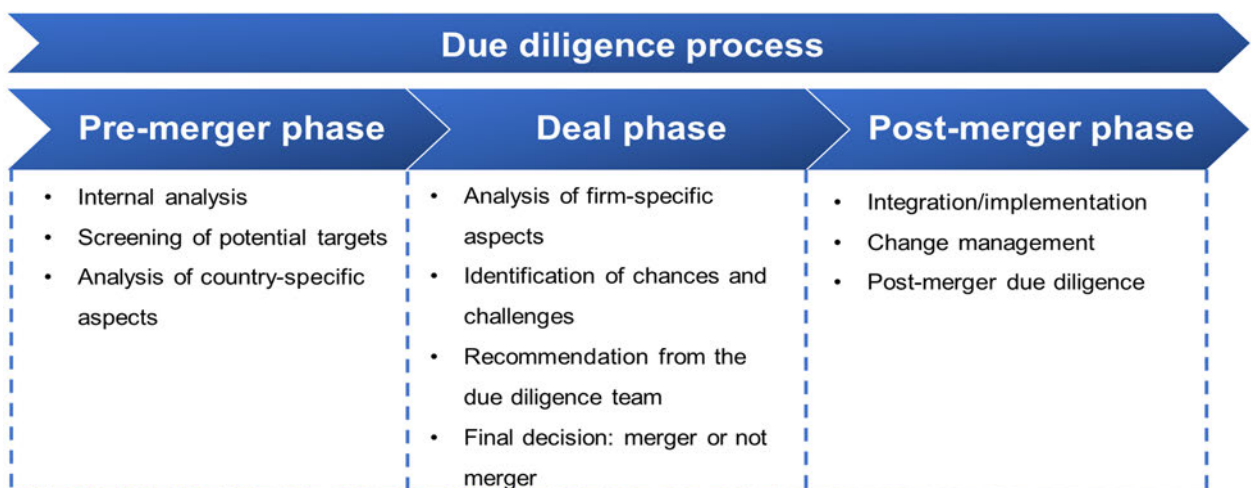 Due diligence process
Pre-merger phase
• Internal analysis
• Screening of potential targets
• Analysis of country-specific
aspects
Deal phase
• Analysis of firm-specific
aspects
• Identification of chances and
challenges
• Recommendation from the
due diligence team
• Final decision: merger or not
merger
Post-merger phase
• Integration/implementation
• Change management
• Post-merger due diligence